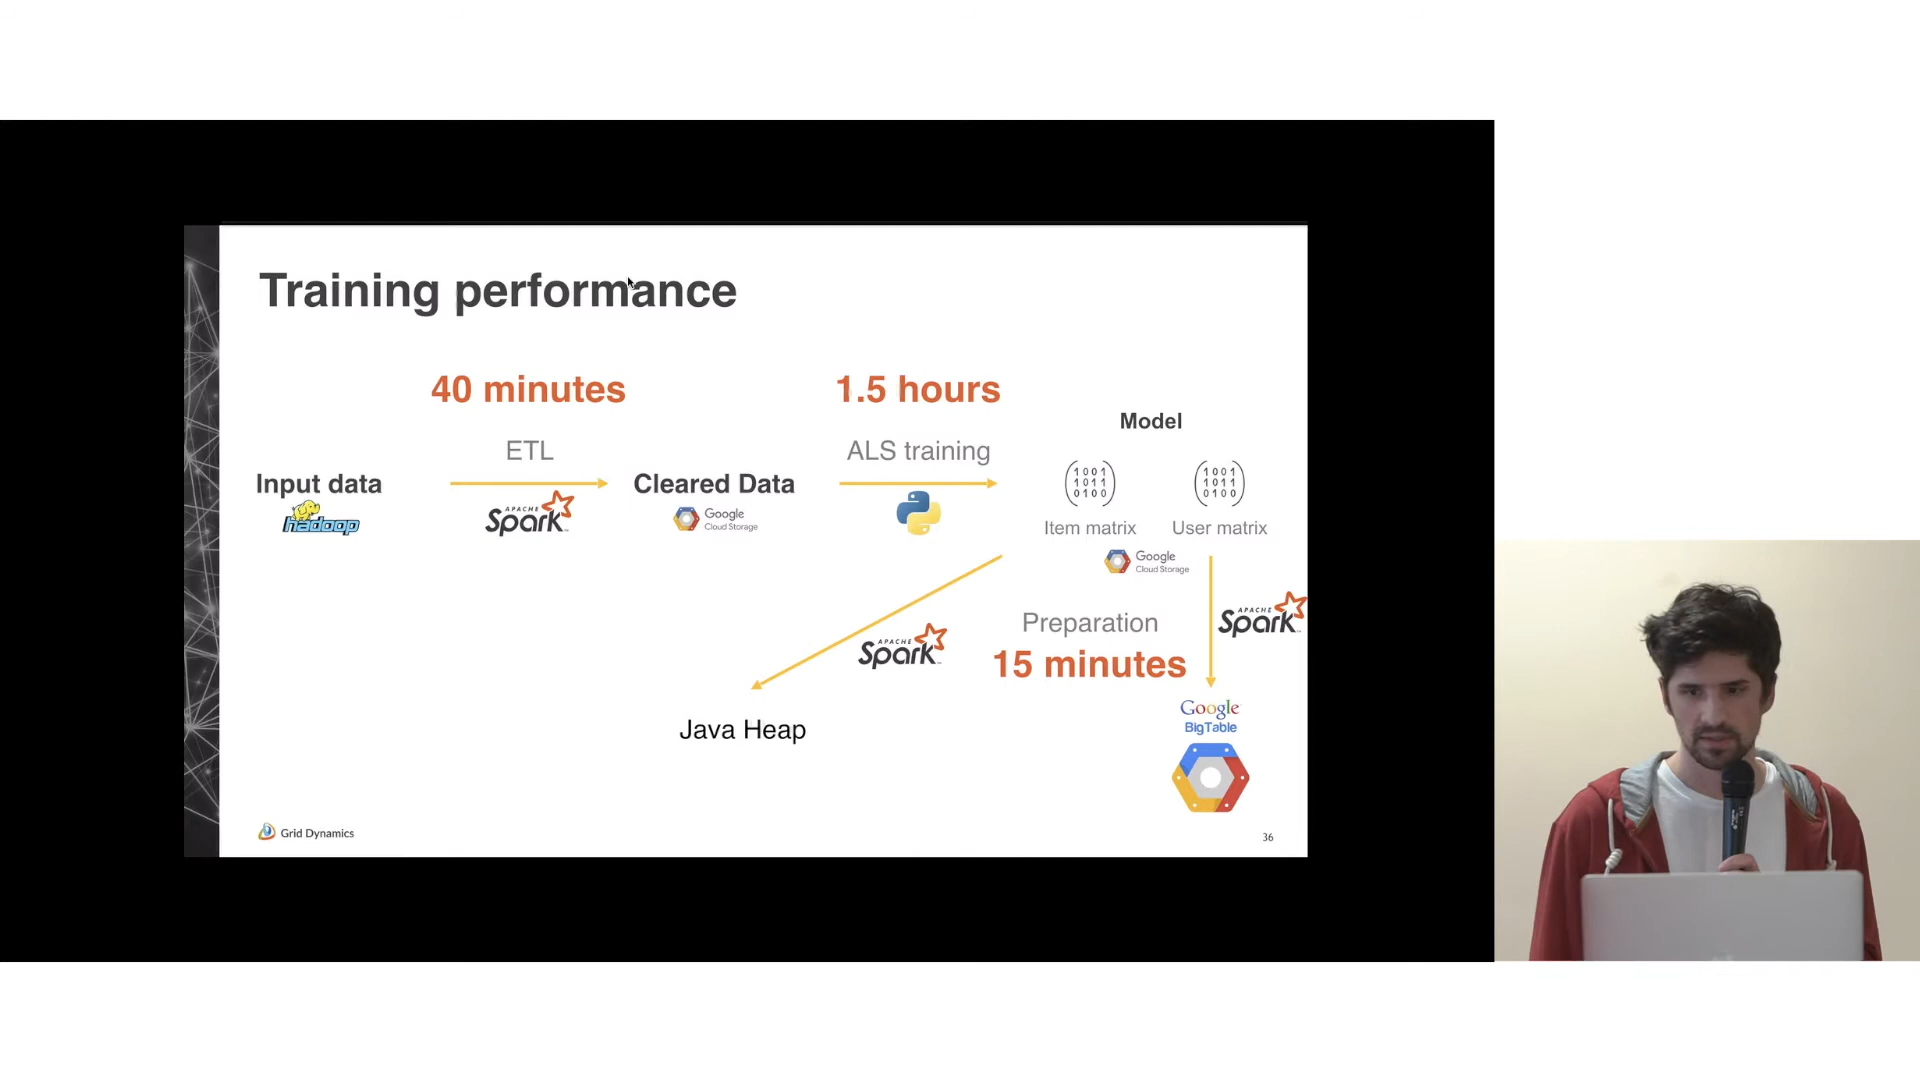 Training performance
40 minutes
1.5 hours
Model
ETL
ALS training
Input data
Cleared Data
hadoop
APACHE
Spark
Google
Cloud Storage
1001
1011
0100
1001
1011
0100
Item matrix
User matrix
Google
Cloud Storage
APACHE
Spark
Preparation
15 minutes
APACHE
Spark
Google
BigTable
Java Heap
Grid Dynamics
36